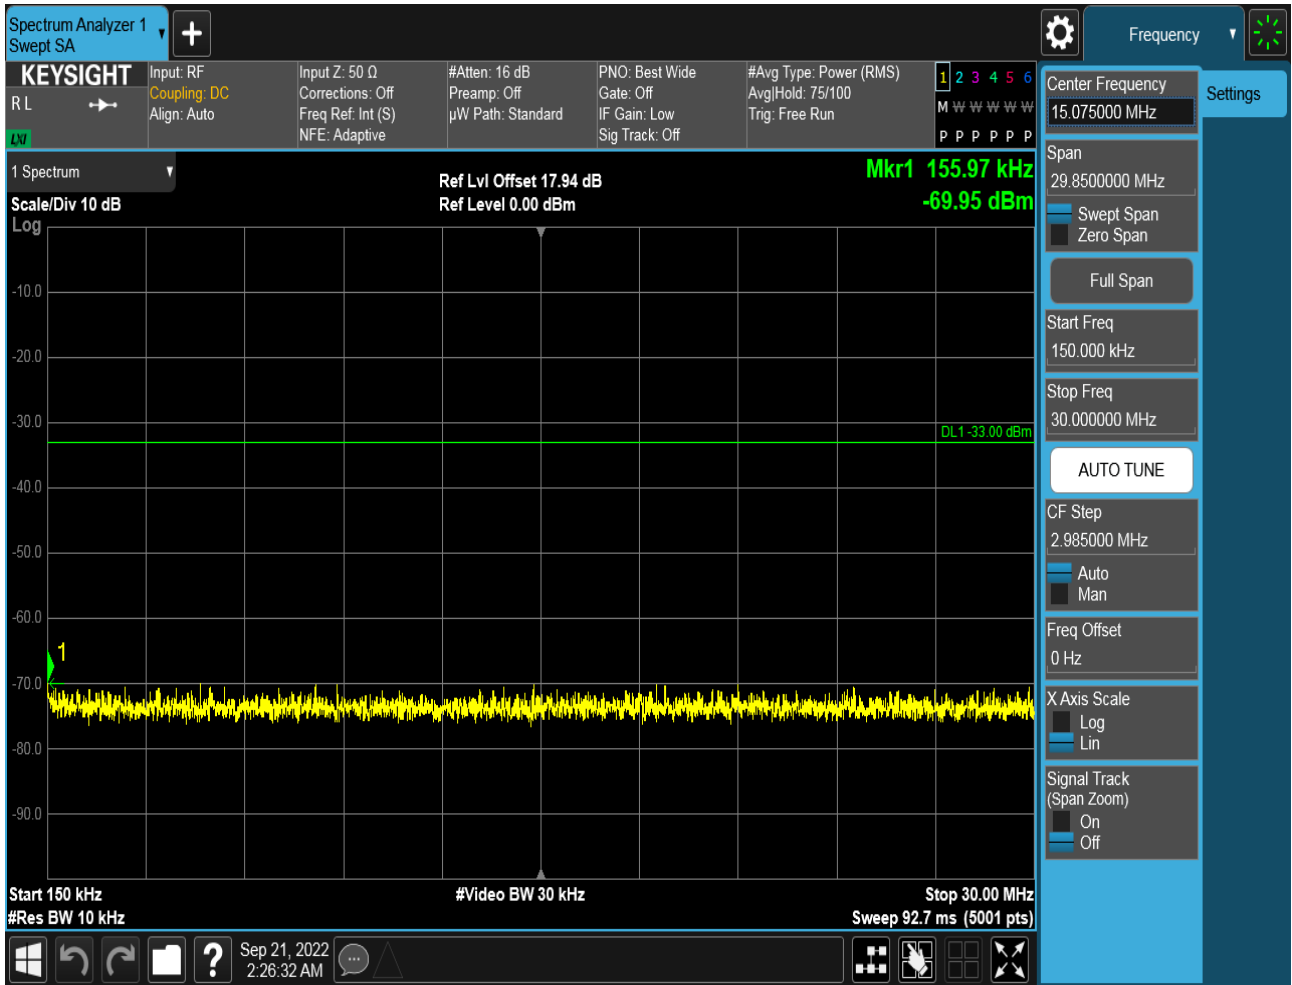 Spectrum Analyzer 1
Swept SA
Frequency
KEYSIGHT
R L
LXI
Input: RF
Coupling: DC
Align: Auto
Input Z: 50 Ω
Corrections: Off
Freq Ref: Int (S)
NFE: Adaptive
#Atten: 16 dB
Preamp: Off
µW Path: Standard
PNO: Best Wide
Gate: Off
IF Gain: Low
Sig Track: Off
#Avg Type: Power (RMS)
Avg|Hold: 75/100
Trig: Free Run
1 2 3 4 5 6
M W W W W W
P P P P P P
1 Spectrum
Scale/Div 10 dB
Log
Ref Lvl Offset 17.94 dB
Ref Level 0.00 dBm
Mkr1 155.97 kHz
-69.95 dBm
-10.0
-20.0
-30.0
DL1 -33.00 dBm
-40.0
-50.0
-60.0
1
-70.0
-80.0
-90.0
Start 150 kHz
#Video BW 30 kHz
Stop 30.00 MHz
#Res BW 10 kHz
Sweep 92.7 ms (5001 pts)
Sep 21, 2022
2:26:32 AM
Center Frequency
15.075000 MHz
Settings
Span
29.8500000 MHz
Swept Span
Zero Span
Full Span
Start Freq
150.000 kHz
Stop Freq
30.000000 MHz
AUTO TUNE
CF Step
2.985000 MHz
Auto
Man
Freq Offset
0 Hz
X Axis Scale
Log
Lin
Signal Track
(Span Zoom)
On
Off